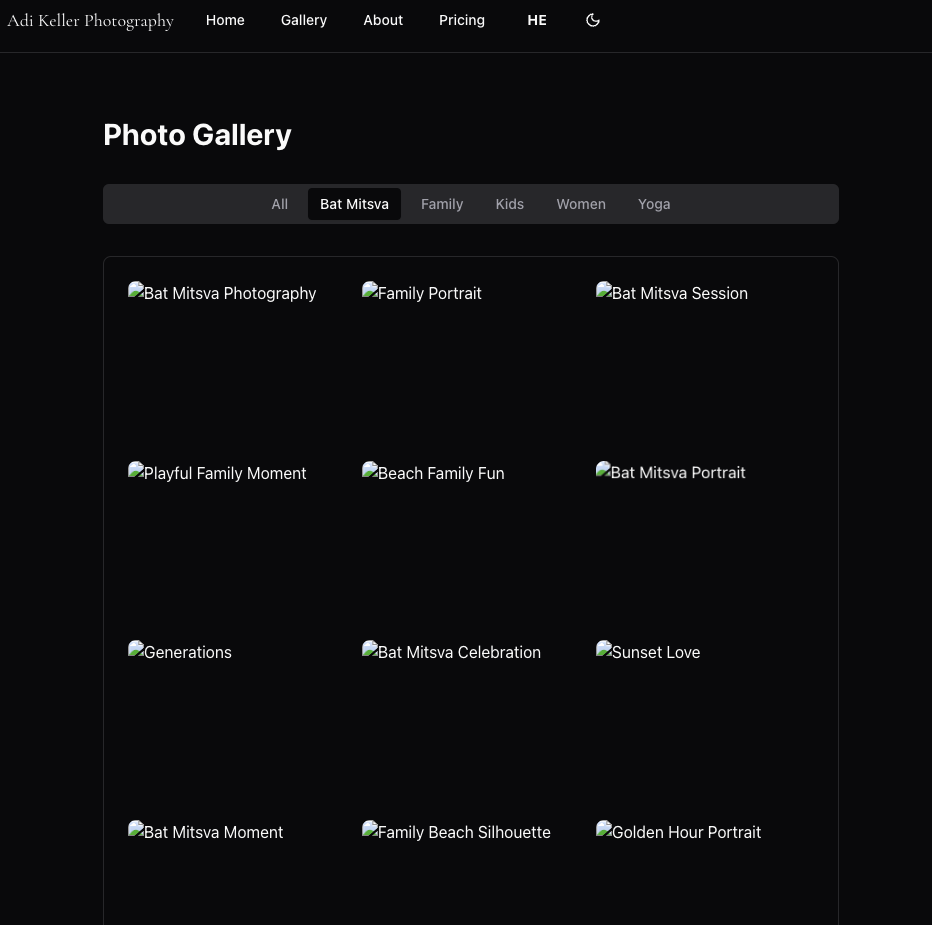 Adi Keller Photography Home Gallery About Pricing HE
Photo Gallery
All Bat Mitsva Family Kids Women Yoga
Bat Mitsva Photography Family Portrait Bat Mitsva Session
Playful Family Moment Beach Family Fun Bat Mitsva Portrait
Generations Bat Mitsva Celebration Sunset Love
Bat Mitsva Moment Family Beach Silhouette Golden Hour Portrait